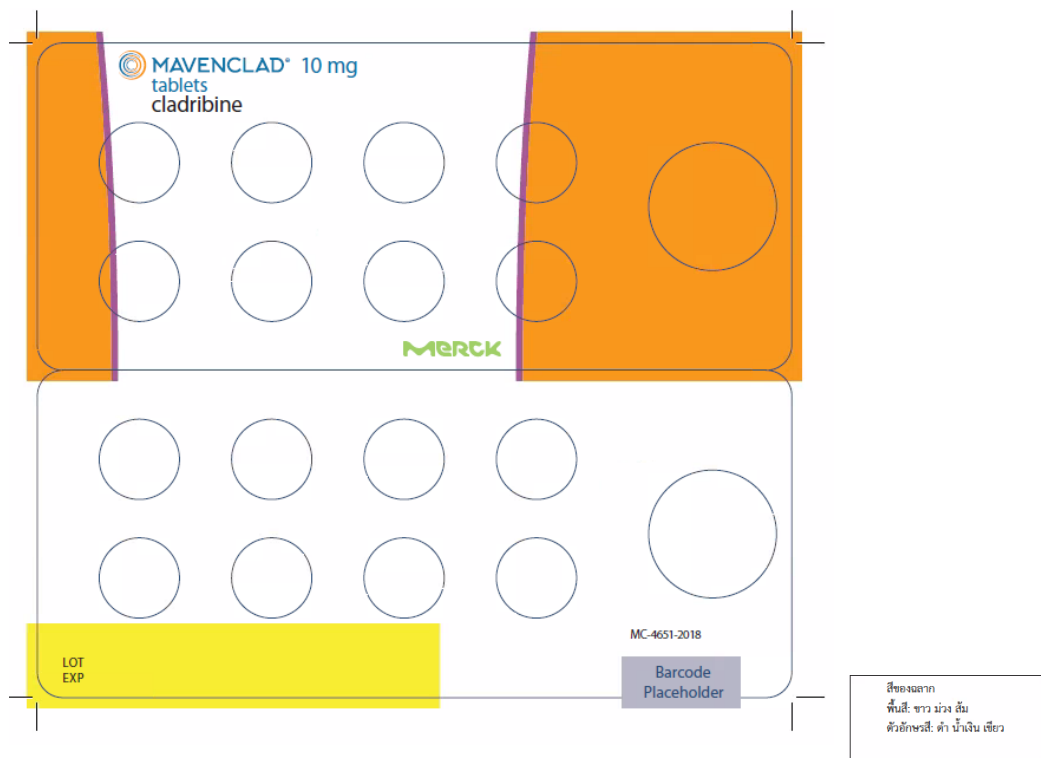 MAVENCLAD® 10 mg
tablets
cladribine
MERCK
MC-4651-2018
LOT
EXP
Barcode
Placeholder
สีของฉลาก
พื้นสี: ขาว ม่วง ส้ม
ตัวอักษรสี: ดำ น้ำเงิน เขียว